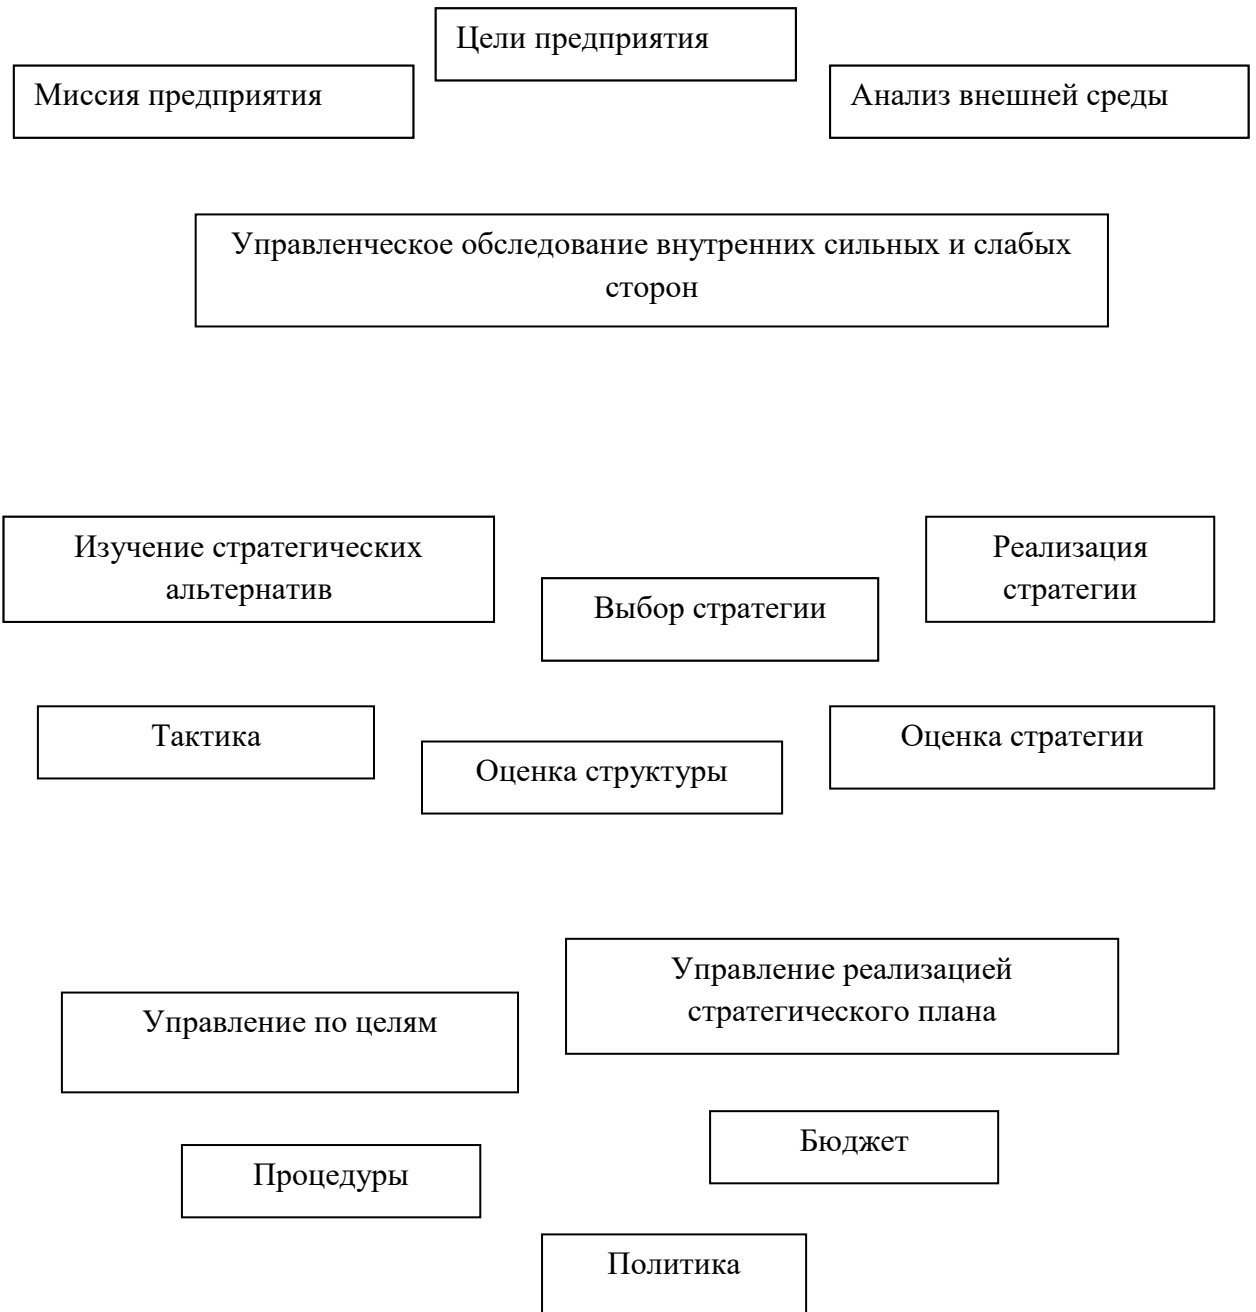 Цели предприятия
Миссия предприятия
Анализ внешней среды
Управленческое обследование внутренних сильных и слабых
сторон
Изучение стратегических
альтернатив
Выбор стратегии
Реализация
стратегии
Тактика
Оценка структуры
Оценка стратегии
Управление по целям
Управление реализацией
стратегического плана
Процедуры
Бюджет
Политика